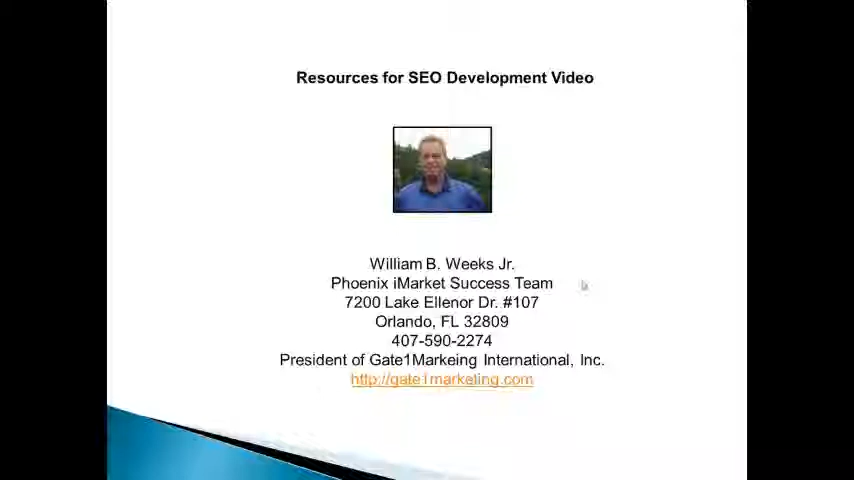 Resources for SEO Development Video
William B. Weeks Jr.
Phoenix iMarket Success Team
7200 Lake Ellenor Dr. #107
Orlando, FL 32809
407-590-2274
President of Gate1Markeing International, Inc.
http://gate1marketing.com